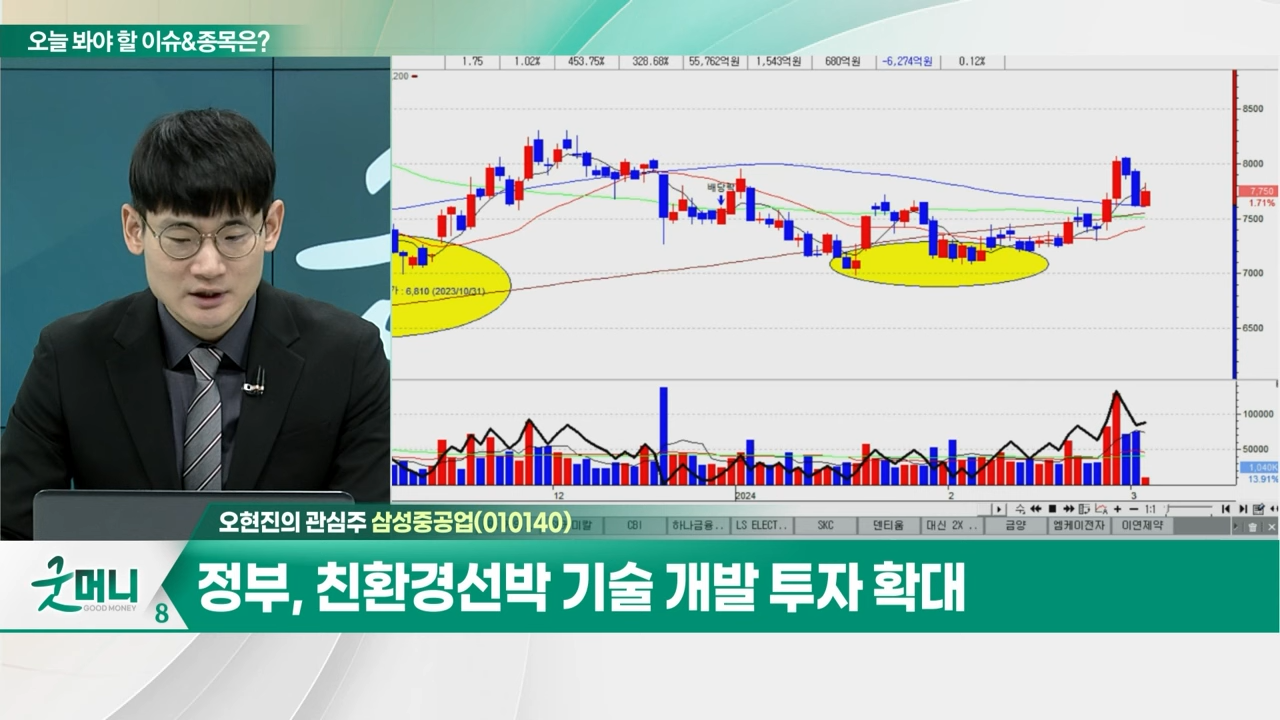 오늘 봐야 할 이슈&종목은?
1.75 1.02% 453.75% 328.68% 55,762억원 1,543억원 680억원 -6,274억원 0.12%
,200
8500
8000
7,750
1.71%
7500
7000
6500
배당락
: 6,810 (2023/10/31)
100000
50000
1,040K
13.91%
12 2024 2 3
1:1
CBI 하나금융.. LS ELECT.. SKC 덴티움 대신 2X .. 금양 엠케이전자 이연제약
오현진의 관심주 삼성중공업(010140)
굿머니
GOOD MONEY
8
정부, 친환경선박 기술 개발 투자 확대